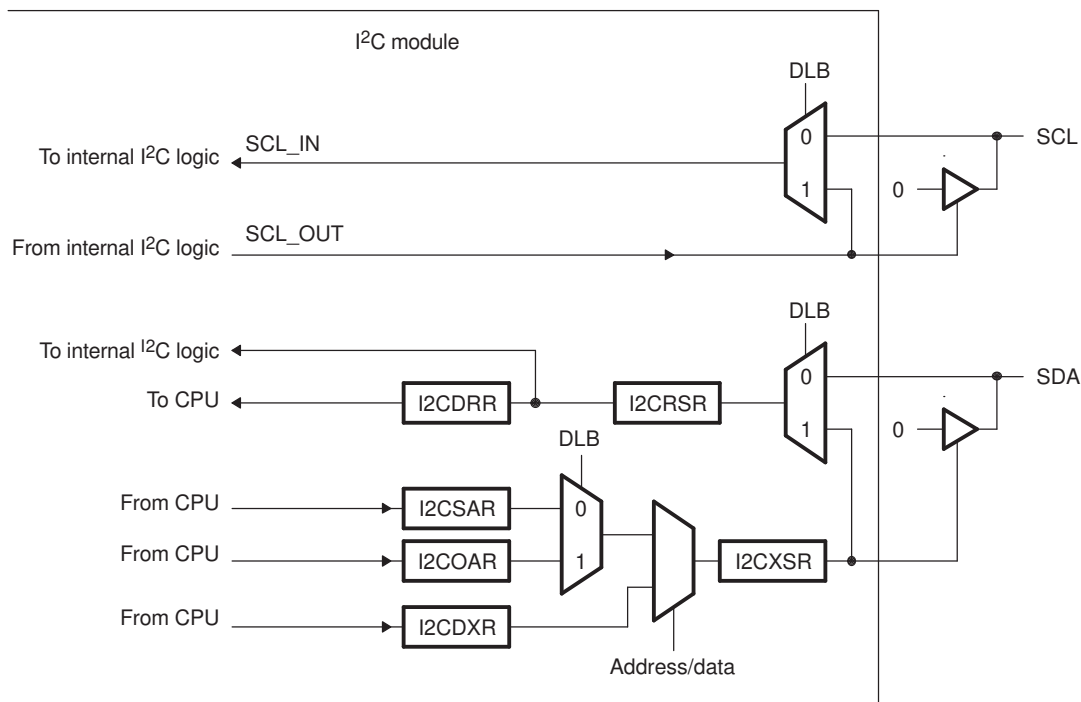 I²C module
DLB
0
SCL
To internal I²C logic
SCL_IN
1
0
From internal I²C logic
SCL_OUT
DLB
To internal I²C logic
0
SDA
To CPU
I2CDRR
I2CRSR
1
0
DLB
From CPU
I2CSAR
0
From CPU
I2COAR
1
I2CXSR
From CPU
I2CDXR
Address/data